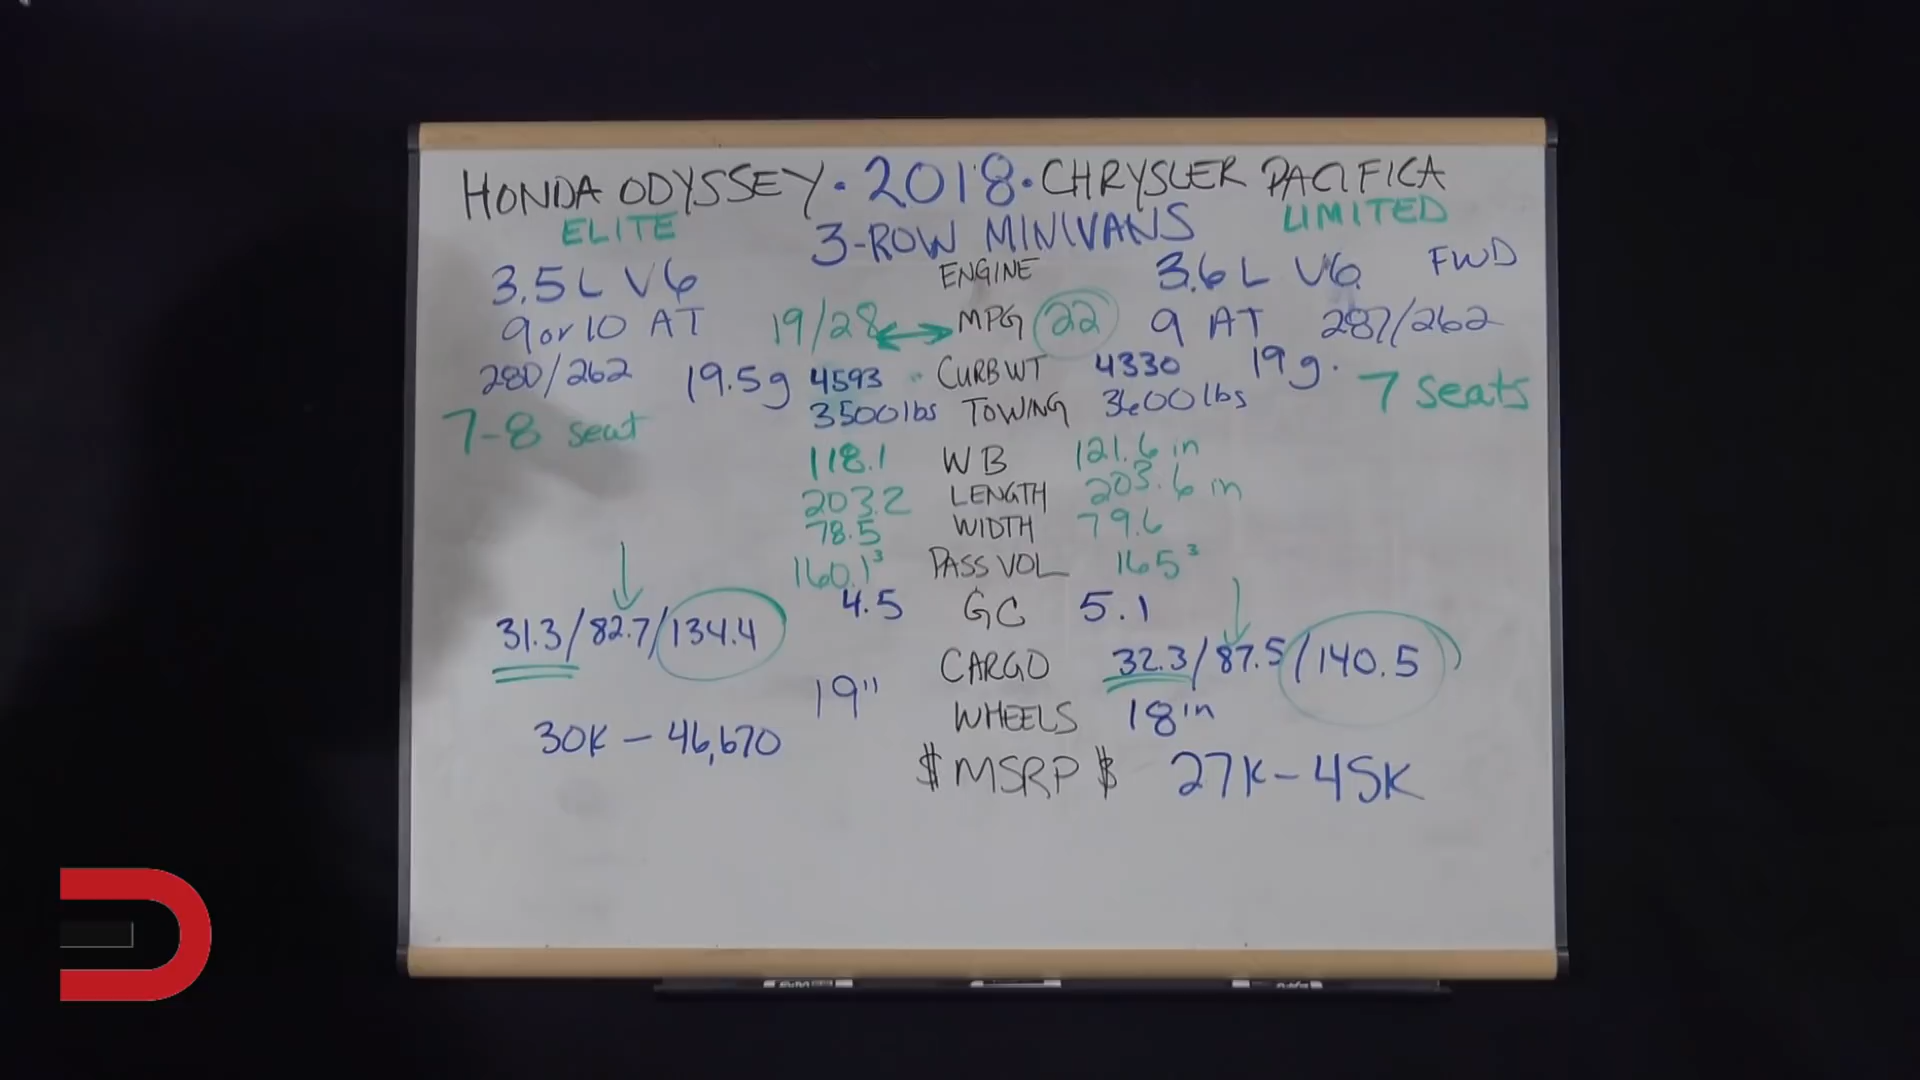 HONDA ODYSSEY · 2018 · CHRYSLER PACIFICA
ELITE 3-ROW MINIVANS LIMITED
3.5L V6 ENGINE 3.6L V6 FWD
9 or 10 AT 19/28 MPG 22 9 AT 287/262
280/262 19.5g 4593 CURBWT 4330 19g.
7-8 seat 3500lbs TOWING 3600lbs 7 seats
118.1 WB 121.6 in
203.2 LENGTH 203.6 in
78.5 WIDTH 79.6
160.1³ PASS VOL 165³
4.5 GC 5.1
31.3/82.7/134.4 CARGO 32.3/87.5/140.5
19" WHEELS 18in
30K - 46,670 $ MSRP $ 27K - 45K